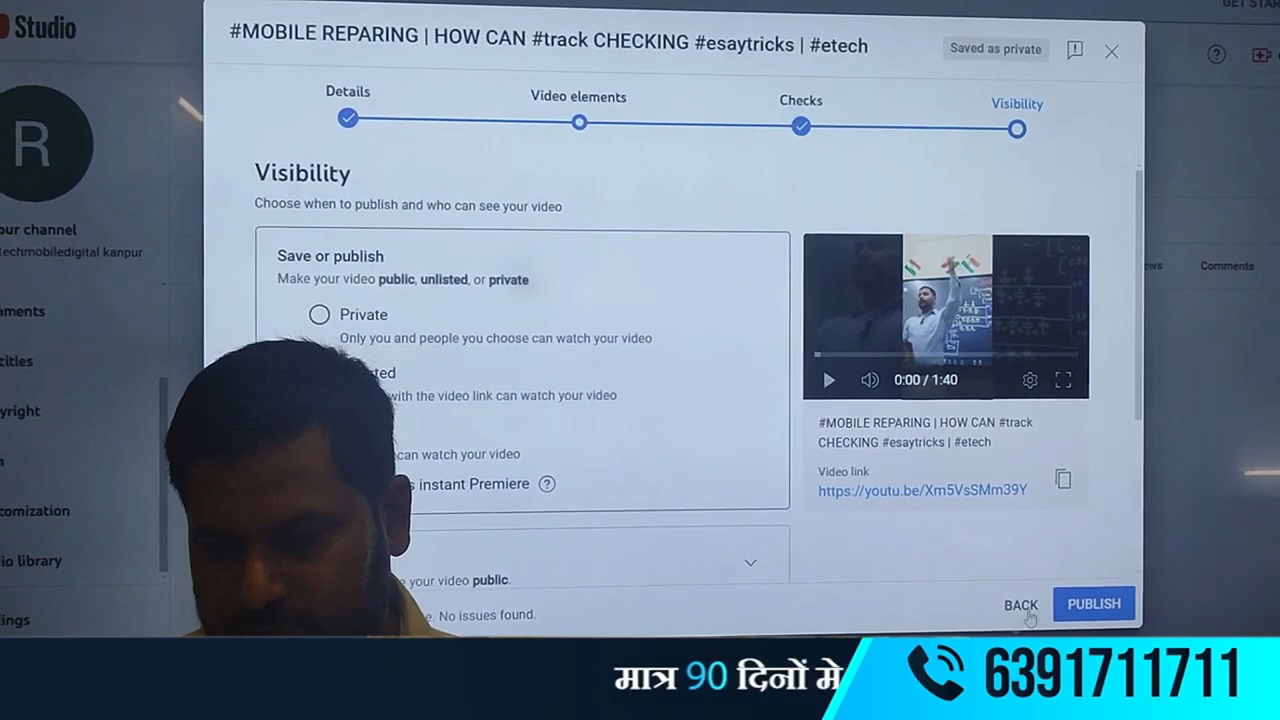 Studio
#MOBILE REPARING | HOW CAN #track CHECKING #esaytricks | #etech
Saved as private
GET STAR
Details
Video elements
Checks
Visibility
R
our channel
techmobiledigital kanpur
Visibility
Choose when to publish and who can see your video
Save or publish
Make your video public, unlisted, or private
Private
Only you and people you choose can watch your video
ted
with the video link can watch your video
can watch your video
s instant Premiere
your video public.
e. No issues found.
0:00 / 1:40
#MOBILE REPARING | HOW CAN #track
CHECKING #esaytricks | #etech
Video link
https://youtu.be/Xm5VsSMm39Y
BACK
PUBLISH
ews
Comments
ments
titles
yright
n
tomization
io library
ings
मात्र 90 दिनों मे
6391711711